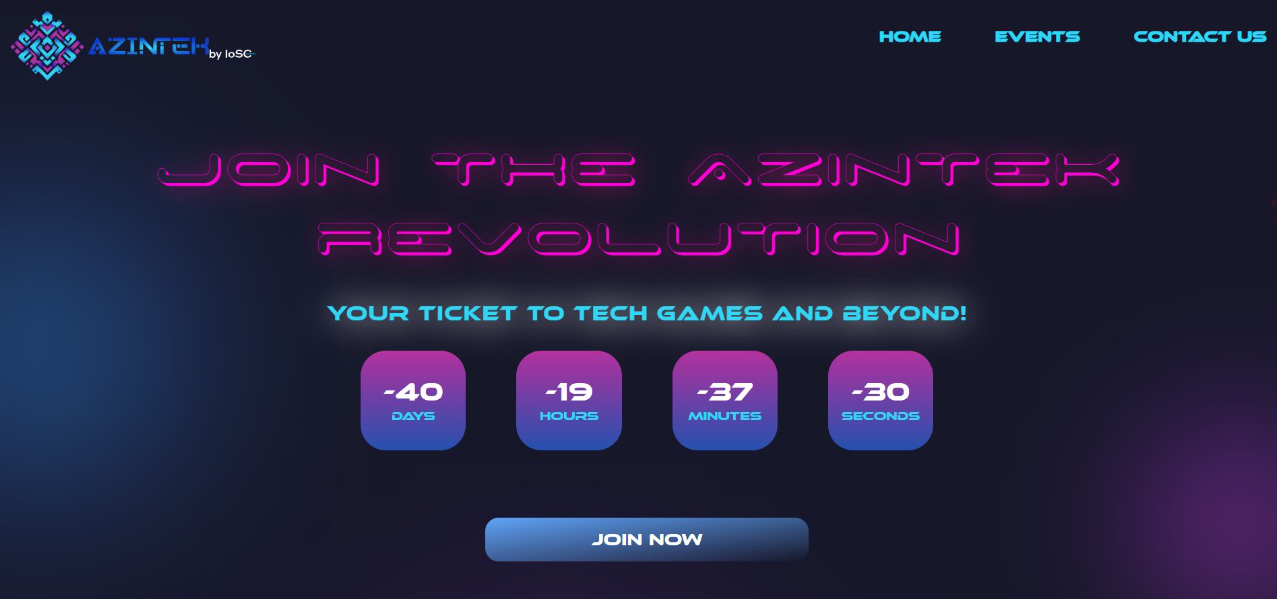 AZINTEK by IoSC-
HOME EVENTS CONTACT US
JOIN THE AZINTEK
REVOLUTION
YOUR TICKET TO TECH GAMES AND BEYOND!
-40 -19 -37 -30
DAYS HOURS MINUTES SECONDS
JOIN NOW